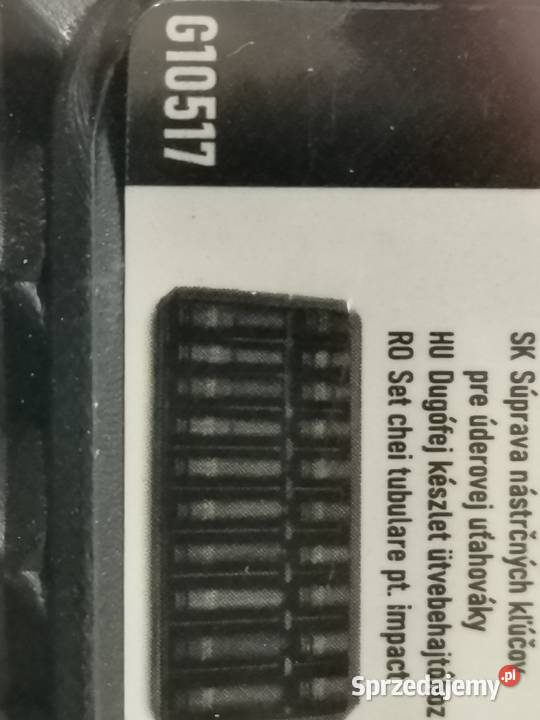 G10517
SK Súprava nástrčných kľúčov
pre úderovej uťahováky
HU Dugófej készlet
RO Set chei tubulare pt. impact
Sprzedajemy.pl